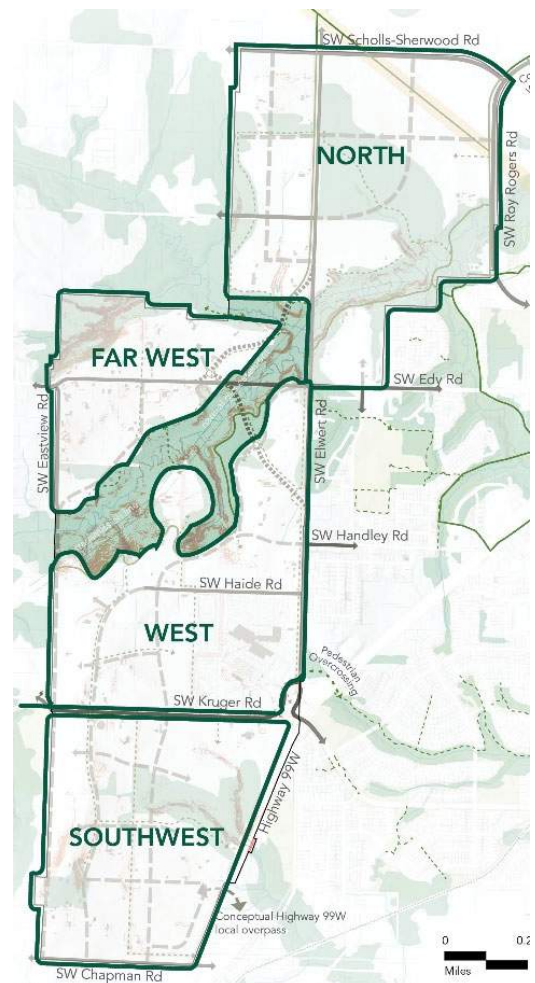 SW Scholls-Sherwood Rd
NORTH
SW Roy Rogers Rd
FAR WEST
SW Edy Rd
SW Eastview Rd
SW Elwert Rd
SW Handley Rd
SW Haide Rd
WEST
Pedestrian
Overcrossing
SW Kruger Rd
Highway 99W
SOUTHWEST
Conceptual Highway 99W
local overpass
0
0.2
Miles
SW Chapman Rd